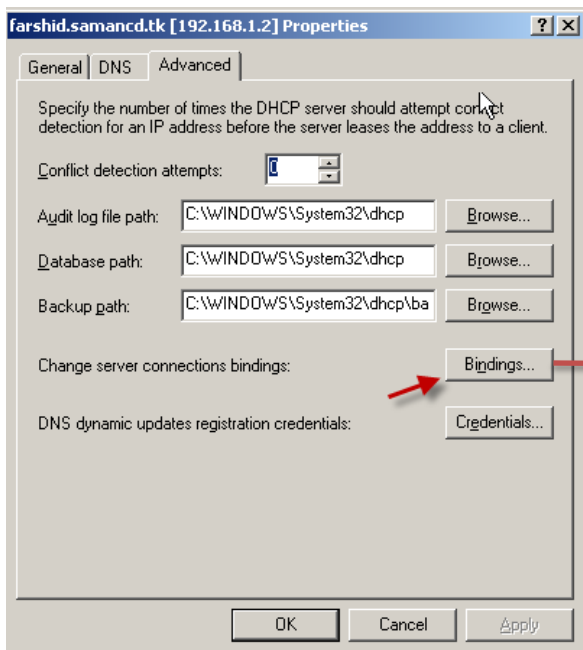 farshid.samancd.tk [192.168.1.2] Properties
General DNS Advanced
Specify the number of times the DHCP server should attempt conflict
detection for an IP address before the server leases the address to a client.
Conflict detection attempts: 0
Audit log file path: C:\WINDOWS\System32\dhcp Browse...
Database path: C:\WINDOWS\System32\dhcp Browse...
Backup path: C:\WINDOWS\System32\dhcp\ba Browse...
Change server connections bindings: Bindings...
DNS dynamic updates registration credentials: Credentials...
OK Cancel Apply